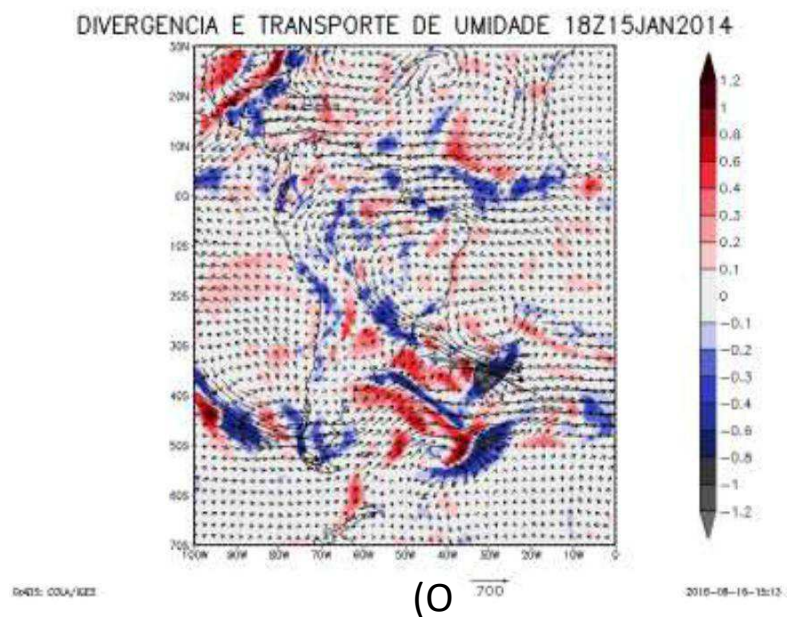 DIVERGENCIA E TRANSPORTE DE UMIDADE 18Z15JAN2014
30N
20N
10N
EQ
10S
20S
30S
40S
50S
60S
70S
100W 90W 80W 70W 60W 50W 40W 30W 20W 10W 0
1.2
1
0.8
0.6
0.4
0.3
0.2
0.1
0
-0.1
-0.2
-0.3
-0.4
-0.6
-0.8
-1
-1.2
GrADS: COLA/IGES
(O
700